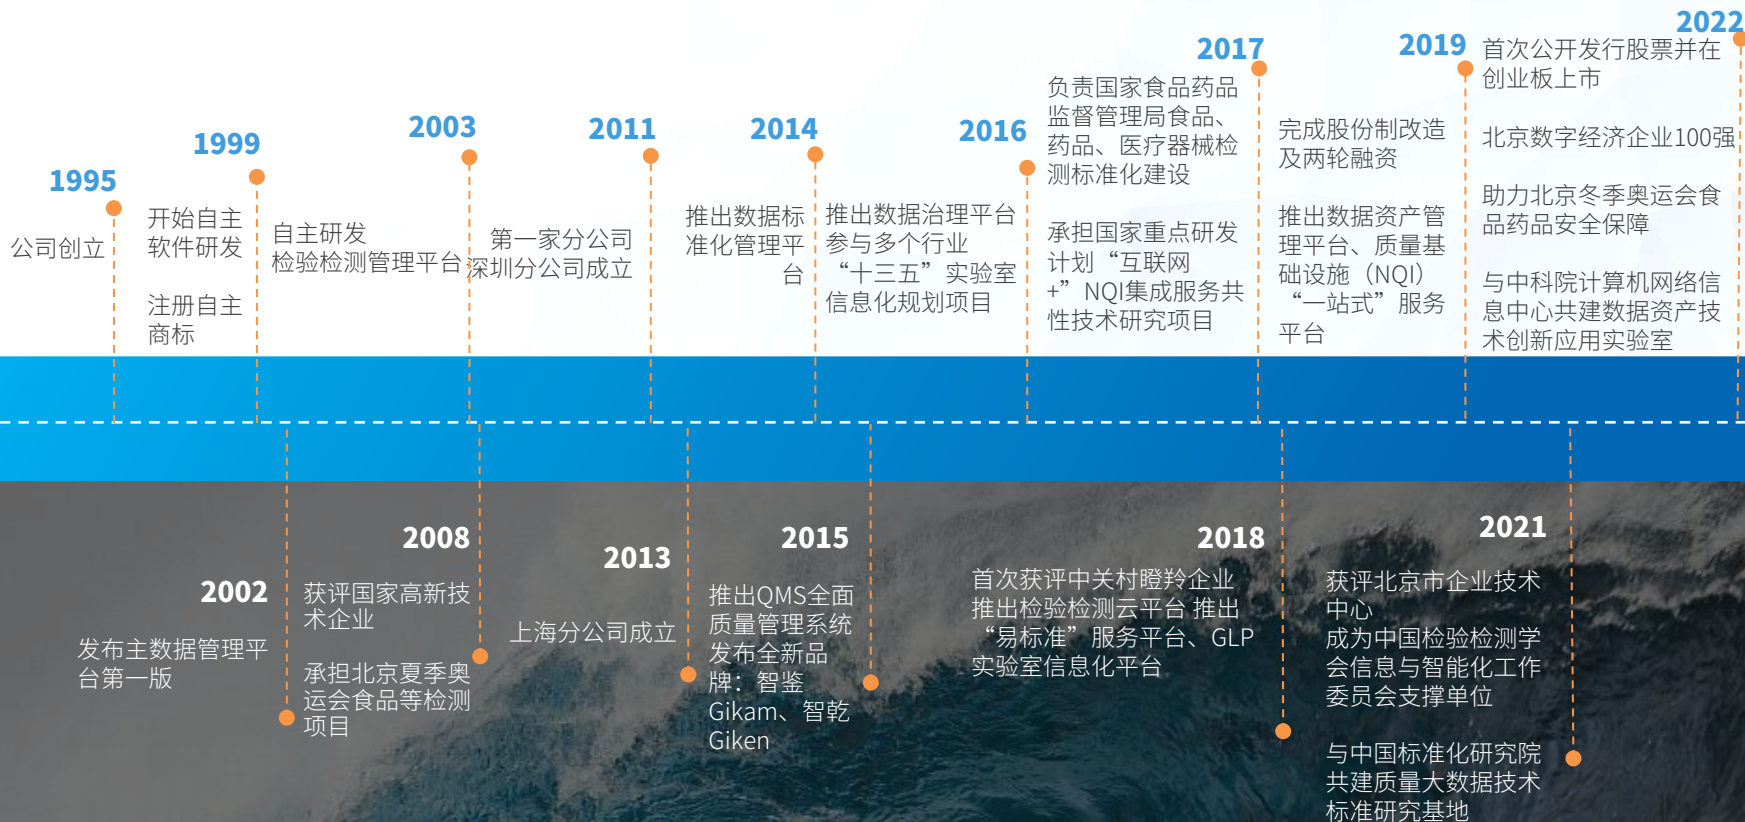 1995
公司创立
1999
开始自主
软件研发
注册自主
商标
2003
自主研发
检验检测管理平台
2011
第一家分公司
深圳分公司成立
2014
推出数据标
准化管理平
台
2016
推出数据治理平台
参与多个行业
“十三五”实验室
信息化规划项目
2017
负责国家食品药品
监督管理局食品、
药品、医疗器械检
测标准化建设
承担国家重点研发
计划“互联网
+”NQI集成服务共
性技术研究项目
2019
完成股份制改造
及两轮融资
推出数据资产管
理平台、质量基
础设施（NQI）
“一站式”服务
平台
2022
首次公开发行股票并在
创业板上市
北京数字经济企业100强
助力北京冬季奥运会食
品药品安全保障
与中科院计算机网络信
息中心共建数据资产技
术创新应用实验室
2002
发布主数据管理平
台第一版
2008
获评国家高新技
术企业
承担北京夏季奥
运会食品等检测
项目
2013
上海分公司成立
2015
推出QMS全面
质量管理系统
发布全新品
牌：智鉴
Gikam、智乾
Giken
2018
首次获评中关村瞪羚企业
推出检验检测云平台 推出
“易标准”服务平台、GLP
实验室信息化平台
2021
获评北京市企业技术
中心
成为中国检验检测学
会信息与智能化工作
委员会支撑单位
与中国标准化研究院
共建质量大数据技术
标准研究基地